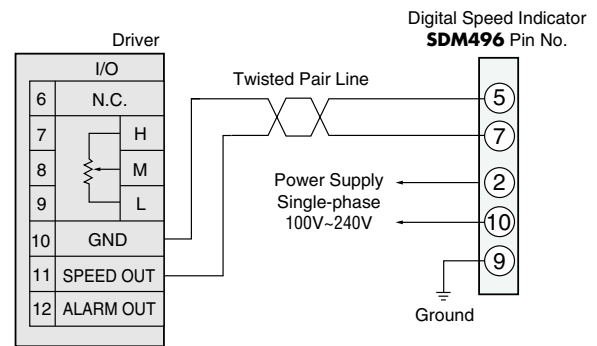 Digital Speed Indicator
SDM496 Pin No.
Driver
I/O
6 N.C.
7 H
8 M
9 L
10 GND
11 SPEED OUT
12 ALARM OUT
Twisted Pair Line
5
7
Power Supply
Single-phase
100V~240V
2
10
9
Ground